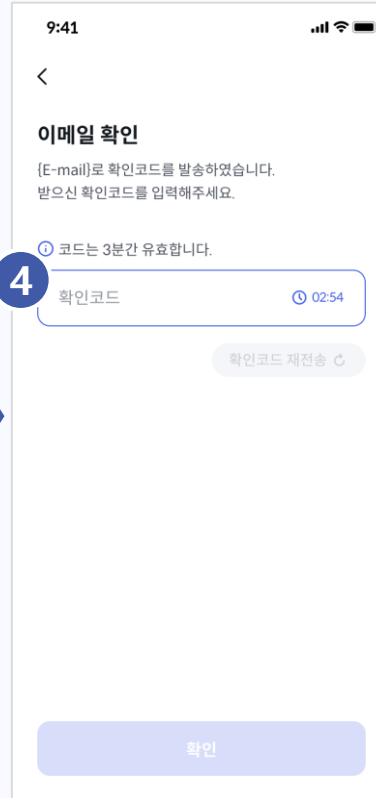 9:41
이메일 확인
{E-mail}로 확인코드를 발송하였습니다.
받으신 확인코드를 입력해주세요.
코드는 3분간 유효합니다.
4
확인코드 02:54
확인코드 재전송
확인